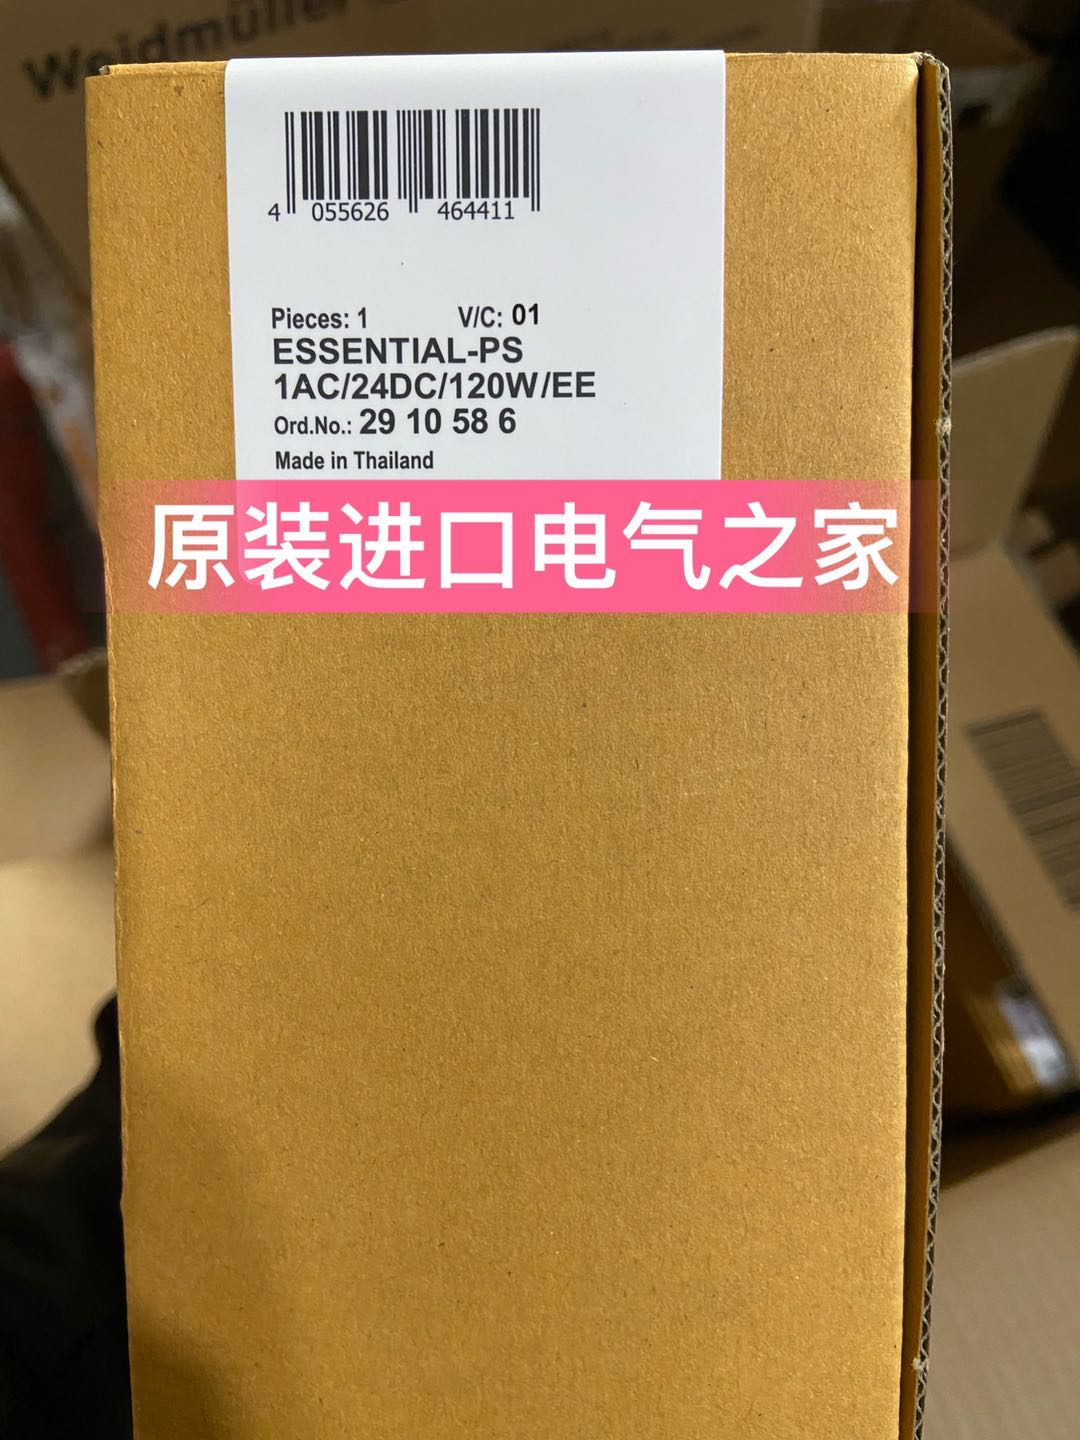 Weidmüller
4 055626 464411
Pieces: 1 V/C: 01
ESSENTIAL-PS
1AC/24DC/120W/EE
Ord.No.: 29 10 58 6
Made in Thailand
原装进口电气之家